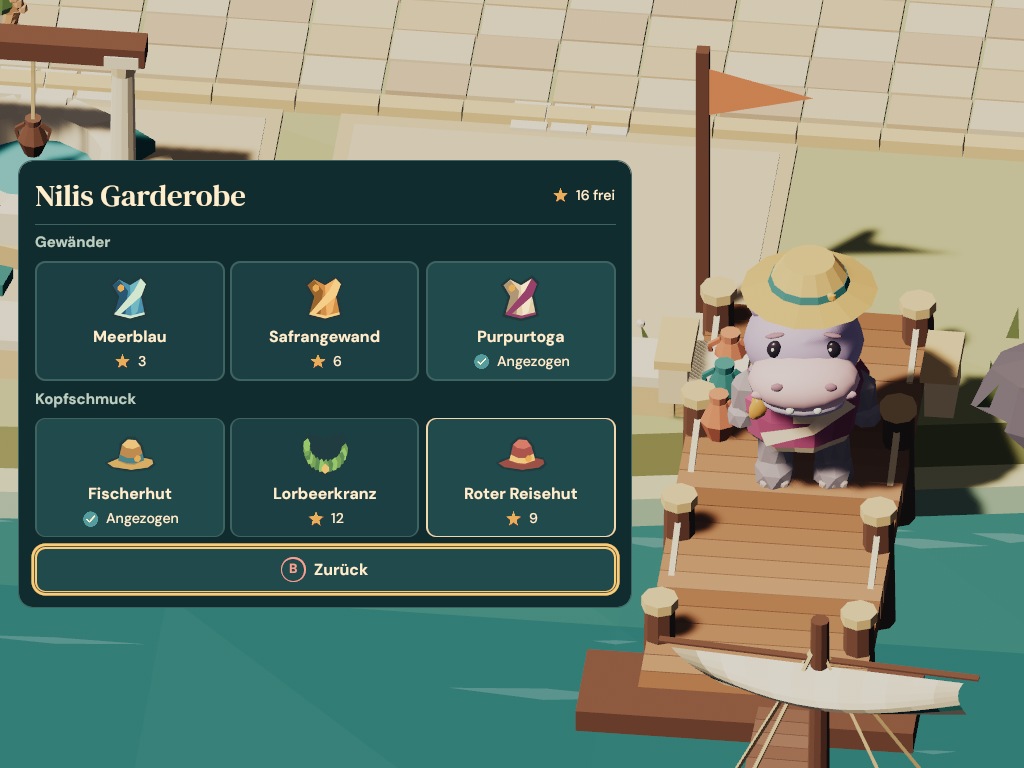 Nilis Garderobe
16 frei
Gewänder
Meerblau
3
Safrangewand
6
Purpurtoga
Angezogen
Kopfschmuck
Fischerhut
Angezogen
Lorbeerkranz
12
Roter Reisehut
9
B Zurück